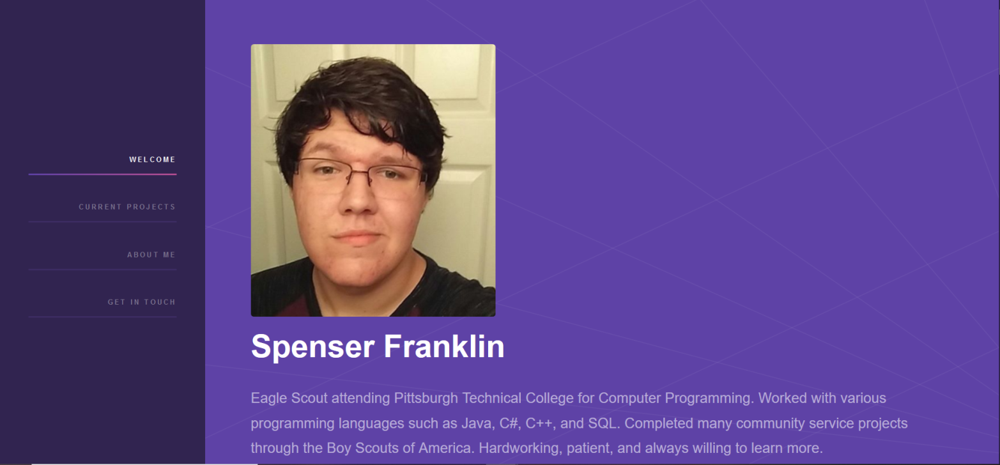 WELCOME
CURRENT PROJECTS
ABOUT ME
GET IN TOUCH
Spenser Franklin
Eagle Scout attending Pittsburgh Technical College for Computer Programming. Worked with various
programming languages such as Java, C#, C++, and SQL. Completed many community service projects
through the Boy Scouts of America. Hardworking, patient, and always willing to learn more.